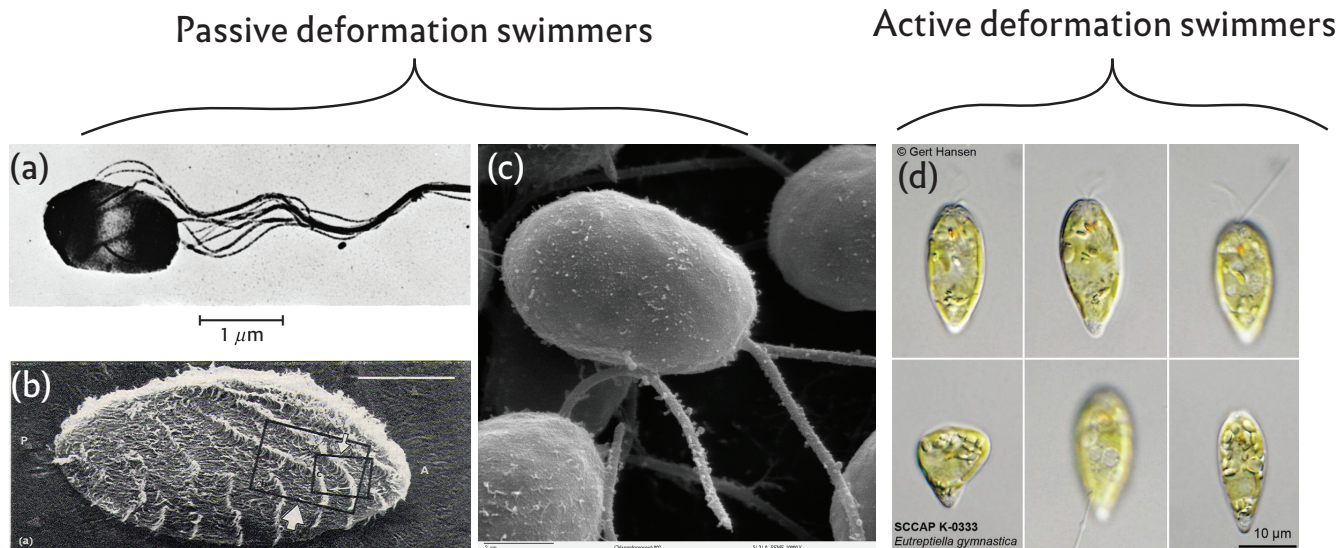 Passive deformation swimmers
Active deformation swimmers
(a)
1 μm
(b)
P
A
(a)
(c)
© Gert Hansen
(d)
SCCAP K-0333
Eutreptiella gymnastica
10 μm